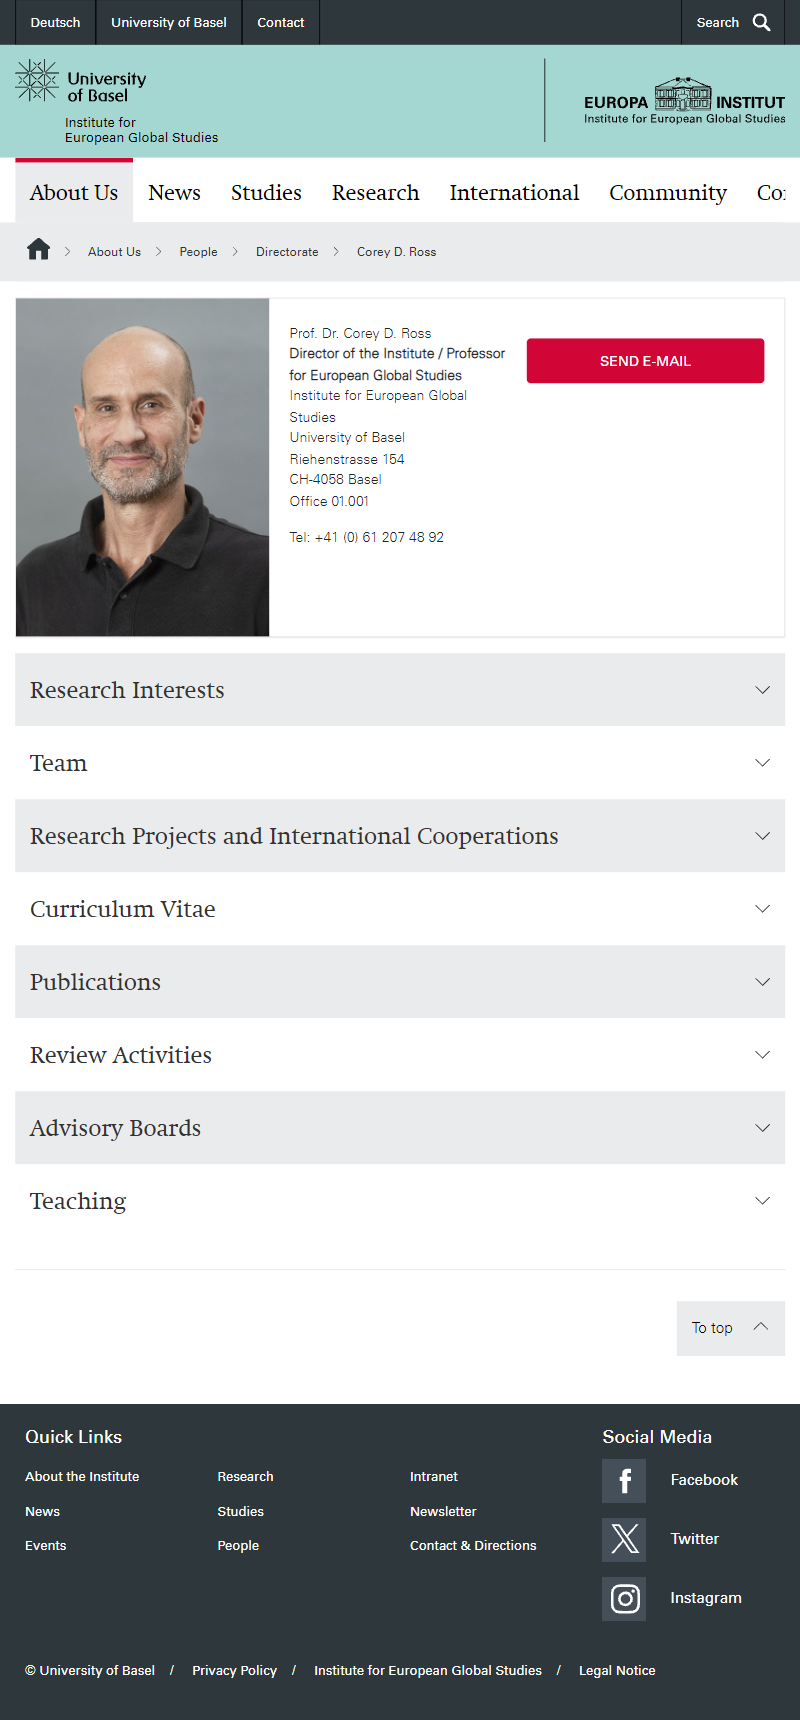 Deutsch
University of Basel
Contact
Search
University
of Basel
Institute for
European Global Studies
EUROPA INSTITUT
Institute for European Global Studies
About Us
News
Studies
Research
International
Community
Co
About Us
People
Directorate
Corey D. Ross
Prof. Dr. Corey D. Ross
Director of the Institute / Professor
for European Global Studies
Institute for European Global
Studies
University of Basel
Riehenstrasse 154
CH-4058 Basel
Office 01.001
Tel: +41 (0) 61 207 48 92
SEND E-MAIL
Research Interests
Team
Research Projects and International Cooperations
Curriculum Vitae
Publications
Review Activities
Advisory Boards
Teaching
To top
Quick Links
About the Institute
News
Events
Research
Studies
People
Intranet
Newsletter
Contact & Directions
Social Media
Facebook
Twitter
Instagram
© University of Basel / Privacy Policy / Institute for European Global Studies / Legal Notice